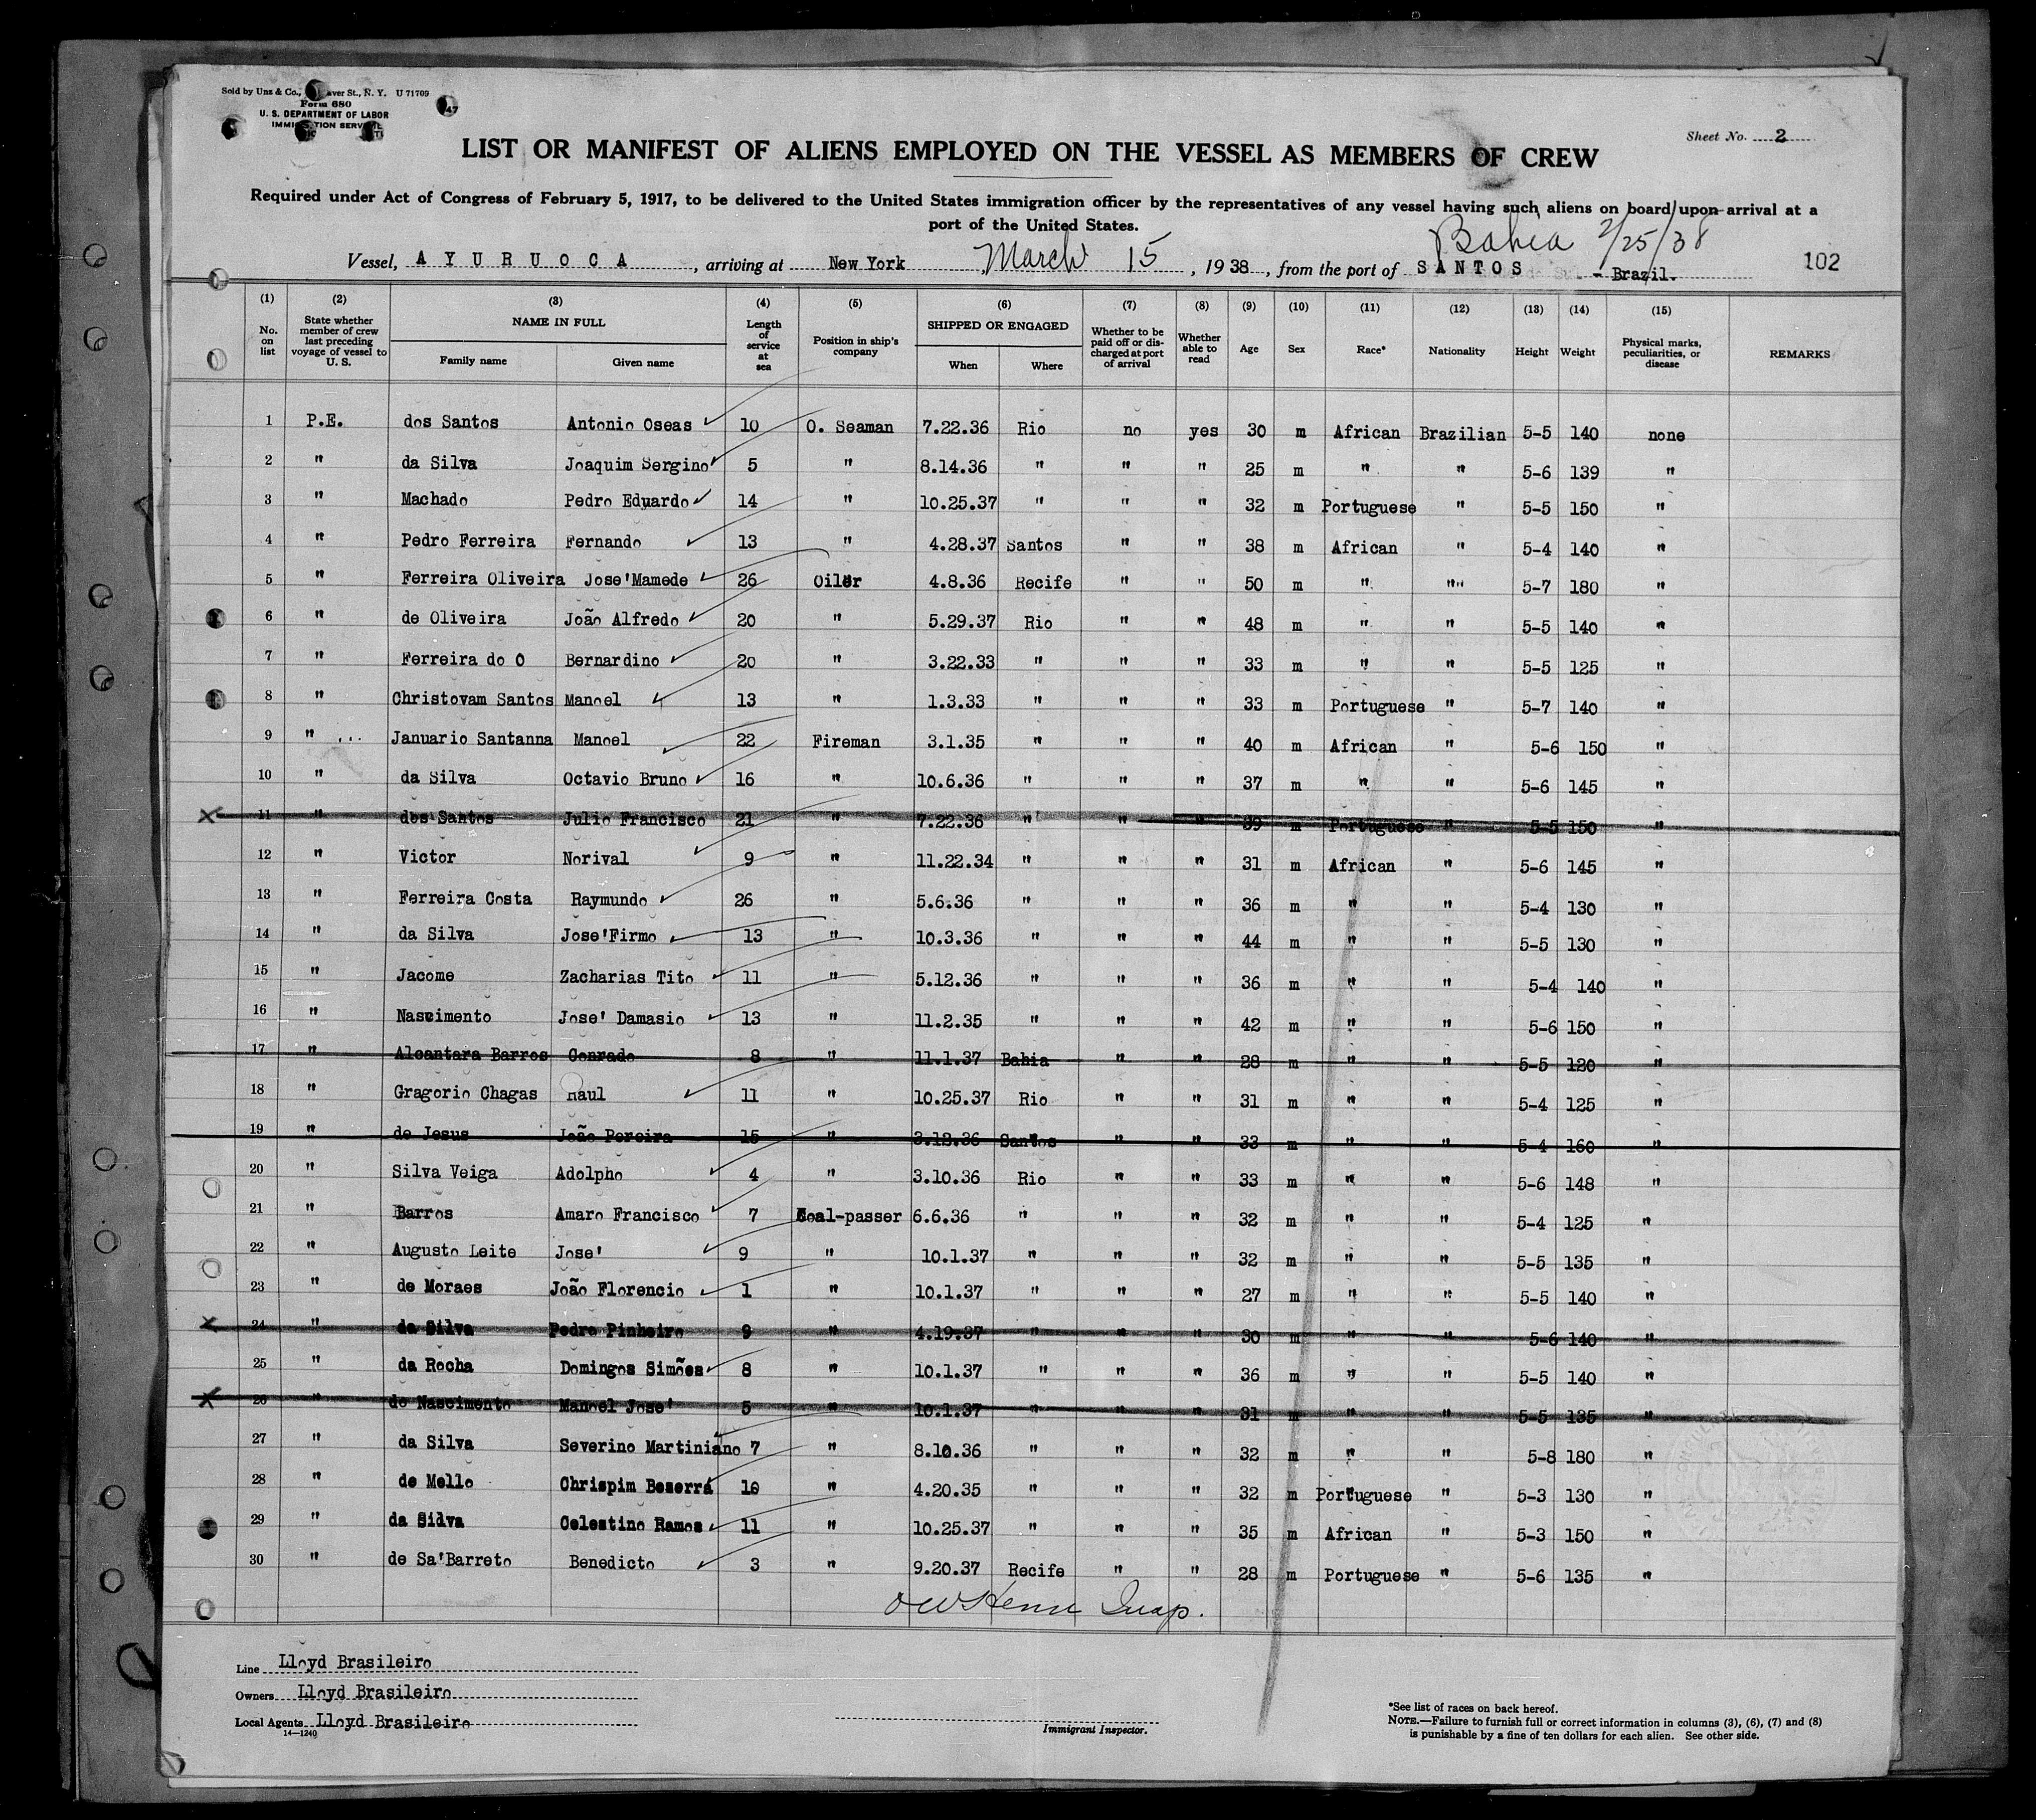 Sold by Unz & Co., aver St., N. Y. U 71709
Form 680
U. S. DEPARTMENT OF LABOR
IMMIGRATION SERVICE
47
Sheet No. 2
LIST OR MANIFEST OF ALIENS EMPLOYED ON THE VESSEL AS MEMBERS OF CREW
Required under Act of Congress of February 5, 1917, to be delivered to the United States immigration officer by the representatives of any vessel having such aliens on board upon arrival at a
port of the United States.
Bahia 2/25/38
Vessel, AYURUOCA, arriving at New York March 15, 1938, from the port of SANTOS - Brazil. 102
(1) (2) (3) (4) (5) (6) (7) (8) (9) (10) (11) (12) (13) (14) (15)
No. on list State whether member of crew last preceding voyage of vessel to U. S. NAME IN FULL Family name Given name Length of service at sea Position in ship's company SHIPPED OR ENGAGED When Where Whether to be paid off or discharged at port of arrival Whether able to read Age Sex Race* Nationality Height Weight Physical marks, peculiarities, or disease REMARKS
1 P.E. dos Santos Antonio Oseas 10 O. Seaman 7.22.36 Rio no yes 30 m African Brazilian 5-5 140 none
2 " da Silva Joaquim Sergino 5 " 8.14.36 " " " 25 m " " 5-6 139 "
3 " Machado Pedro Eduardo 14 " 10.25.37 " " " 32 m Portuguese " 5-5 150 "
4 " Pedro Ferreira Fernando 13 " 4.28.37 Santos " " 38 m African " 5-4 140 "
5 " Ferreira Oliveira Jose'Mamede 26 Oiler 4.8.36 Recife " " 50 m " " 5-7 180 "
6 " de Oliveira João Alfredo 20 " 5.29.37 Rio " " 48 m " " 5-5 140 "
7 " Ferreira do O Bernardino 20 " 3.22.33 " " " 33 m " " 5-5 125 "
8 " Christovam Santos Manoel 13 " 1.3.33 " " " 33 m Portuguese " 5-7 140 "
9 " Januario Santanna Manoel 22 Fireman 3.1.35 " " " 40 m African " 5-6 150 "
10 " da Silva Octavio Bruno 16 " 10.6.36 " " " 37 m " " 5-6 145 "
11 " dos Santos Julio Francisco 21 " 7.22.36 " " " 39 m Portuguese " 5-5 150 "
12 " Victor Norival 9 " 11.22.34 " " " 31 m African " 5-6 145 "
13 " Ferreira Costa Raymundo 26 " 5.6.36 " " " 36 m " " 5-4 130 "
14 " da Silva Jose'Firmo 13 " 10.3.36 " " " 44 m " " 5-5 130 "
15 " Jacome Zacharias Tito 11 " 5.12.36 " " " 36 m " " 5-4 140 "
16 " Nascimento Jose' Damasio 13 " 11.2.35 " " " 42 m " " 5-6 150 "
17 " Alcantara Barros Conrado 8 " 11.1.37 Bahia " " 28 m " " 5-5 120 "
18 " Gragorio Chagas Raul 11 " 10.25.37 Rio " " 31 m " " 5-4 125 "
19 " de Jesus João Pereira 15 " 3.12.36 Santos " " 33 m " " 5-4 160 "
20 " Silva Veiga Adolpho 4 " 3.10.36 Rio " " 33 m " " 5-6 148 "
21 " Barros Amaro Francisco 7 Coal-passer 6.6.36 " " " 32 m " " 5-4 125 "
22 " Augusto Leite Jose' 9 " 10.1.37 " " " 32 m " " 5-5 135 "
23 " de Moraes João Florencio 1 " 10.1.37 " " " 27 m " " 5-5 140 "
24 " da Silva Pedro Pinheiro 9 " 4.19.37 " " " 30 m " " 5-6 140 "
25 " da Rocha Domingos Simões 8 " 10.1.37 " " " 36 m " " 5-5 140 "
26 " do Nascimento Manoel Jose' 5 " 10.1.37 " " " 31 m " " 5-5 135 "
27 " da Silva Severino Martiniano 7 " 8.10.36 " " " 32 m " " 5-8 180 "
28 " de Mello Chrispim Beserra 10 " 4.20.35 " " " 32 m Portuguese " 5-3 130 "
29 " da Silva Celestino Ramos 11 " 10.25.37 " " " 35 m African " 5-3 150 "
30 " de Sa'Barreto Benedicto 3 " 9.20.37 Recife " " 28 m Portuguese " 5-6 135 "
Line Lloyd Brasileiro
Owners Lloyd Brasileiro
Local Agents Lloyd Brasileiro
14—1240
Immigrant Inspector.
*See list of races on back hereof.
NOTE.—Failure to furnish full or correct information in columns (3), (6), (7) and (8)
is punishable by a fine of ten dollars for each alien. See other side.